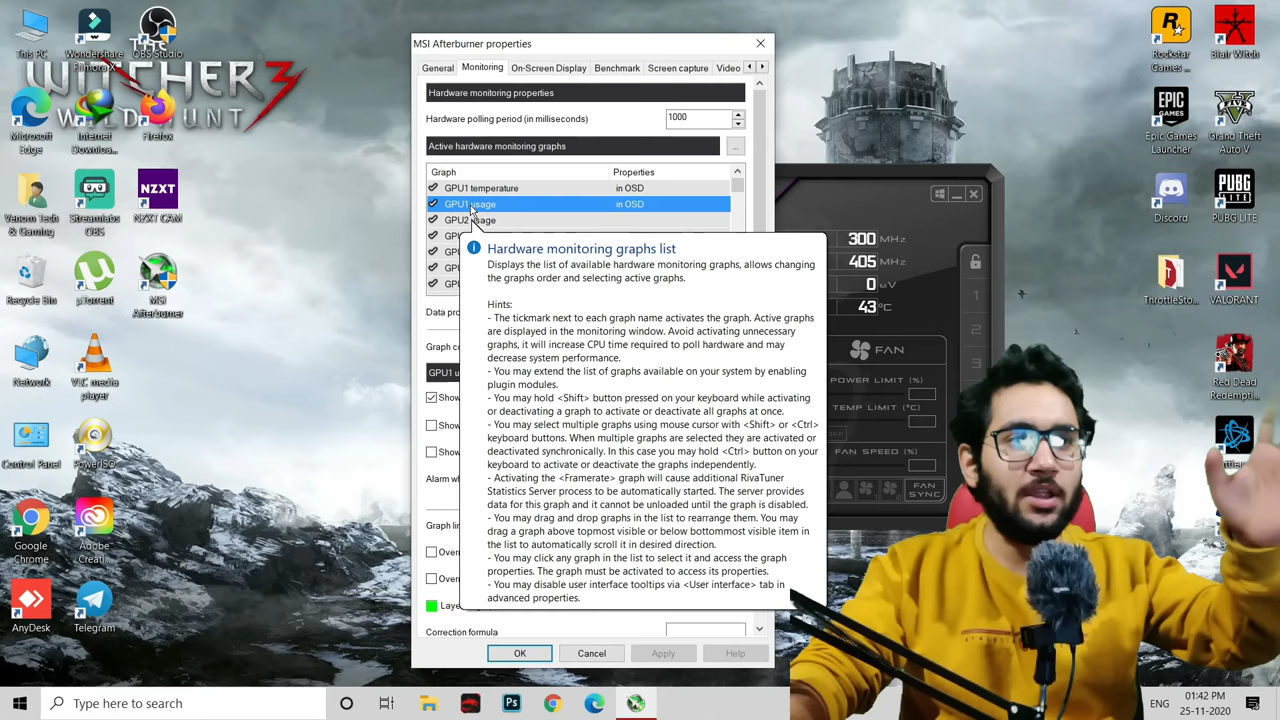 This PC
Wondershare
Filmora X
OBS Studio
WITCHER 3
WILD HUNT
Microsoft
Edge
Internet
Downloa...
Firefox
Venom Tech
& Gaming
Streamlabs
OBS
NZXT
NZXT CAM
Recycle Bin
µTorrent
MSI
Afterburner
Network
VLC media
player
Control Panel
PowerISO
Google
Chrome
Adobe
Creati...
AnyDesk
Telegram
MSI Afterburner properties
General
Monitoring
On-Screen Display
Benchmark
Screen capture
Video
Hardware monitoring properties
Hardware polling period (in milliseconds)
1000
Active hardware monitoring graphs
...
Graph
Properties
GPU1 temperature
in OSD
GPU1 usage
in OSD
GPU2 usage
Hardware monitoring graphs list
Displays the list of available hardware monitoring graphs, allows changing
the graphs order and selecting active graphs.
Hints:
- The tickmark next to each graph name activates the graph. Active graphs
are displayed in the monitoring window. Avoid activating unnecessary
graphs, it will increase CPU time required to poll hardware and may
decrease system performance.
- You may extend the list of graphs available on your system by enabling
plugin modules.
- You may hold <Shift> button pressed on your keyboard while activating
or deactivating a graph to activate or deactivate all graphs at once.
- You may select multiple graphs using mouse cursor with <Shift> or <Ctrl>
keyboard buttons. When multiple graphs are selected they are activated or
deactivated synchronically. In this case you may hold <Ctrl> button on your
keyboard to activate or deactivate the graphs independently.
- Activating the <Framerate> graph will cause additional RivaTuner
Statistics Server process to be automatically started. The server provides
data for this graph and it cannot be unloaded until the graph is disabled.
- You may drag and drop graphs in the list to rearrange them. You may
drag a graph above topmost visible or below bottommost visible item in
the list to automatically scroll it in desired direction.
- You may click any graph in the list to select it and access the graph
properties. The graph must be activated to access its properties.
- You may disable user interface tooltips via <User interface> tab in
advanced properties.
Correction formula
OK
Cancel
Apply
Help
300 MHz
405 MHz
0 mV
43 °C
FAN
POWER LIMIT (%)
TEMP LIMIT (°C)
FAN SPEED (%)
FAN
SYNC
1
2
3
Rockstar
Games ...
Blair Witch
Epic Games
Launcher
Grand Theft
Auto V
Discord
PUBG LITE
ThrottleSto...
VALORANT
Red Dead
Redempti...
Type here to search
ENG
01:42 PM
25-11-2020